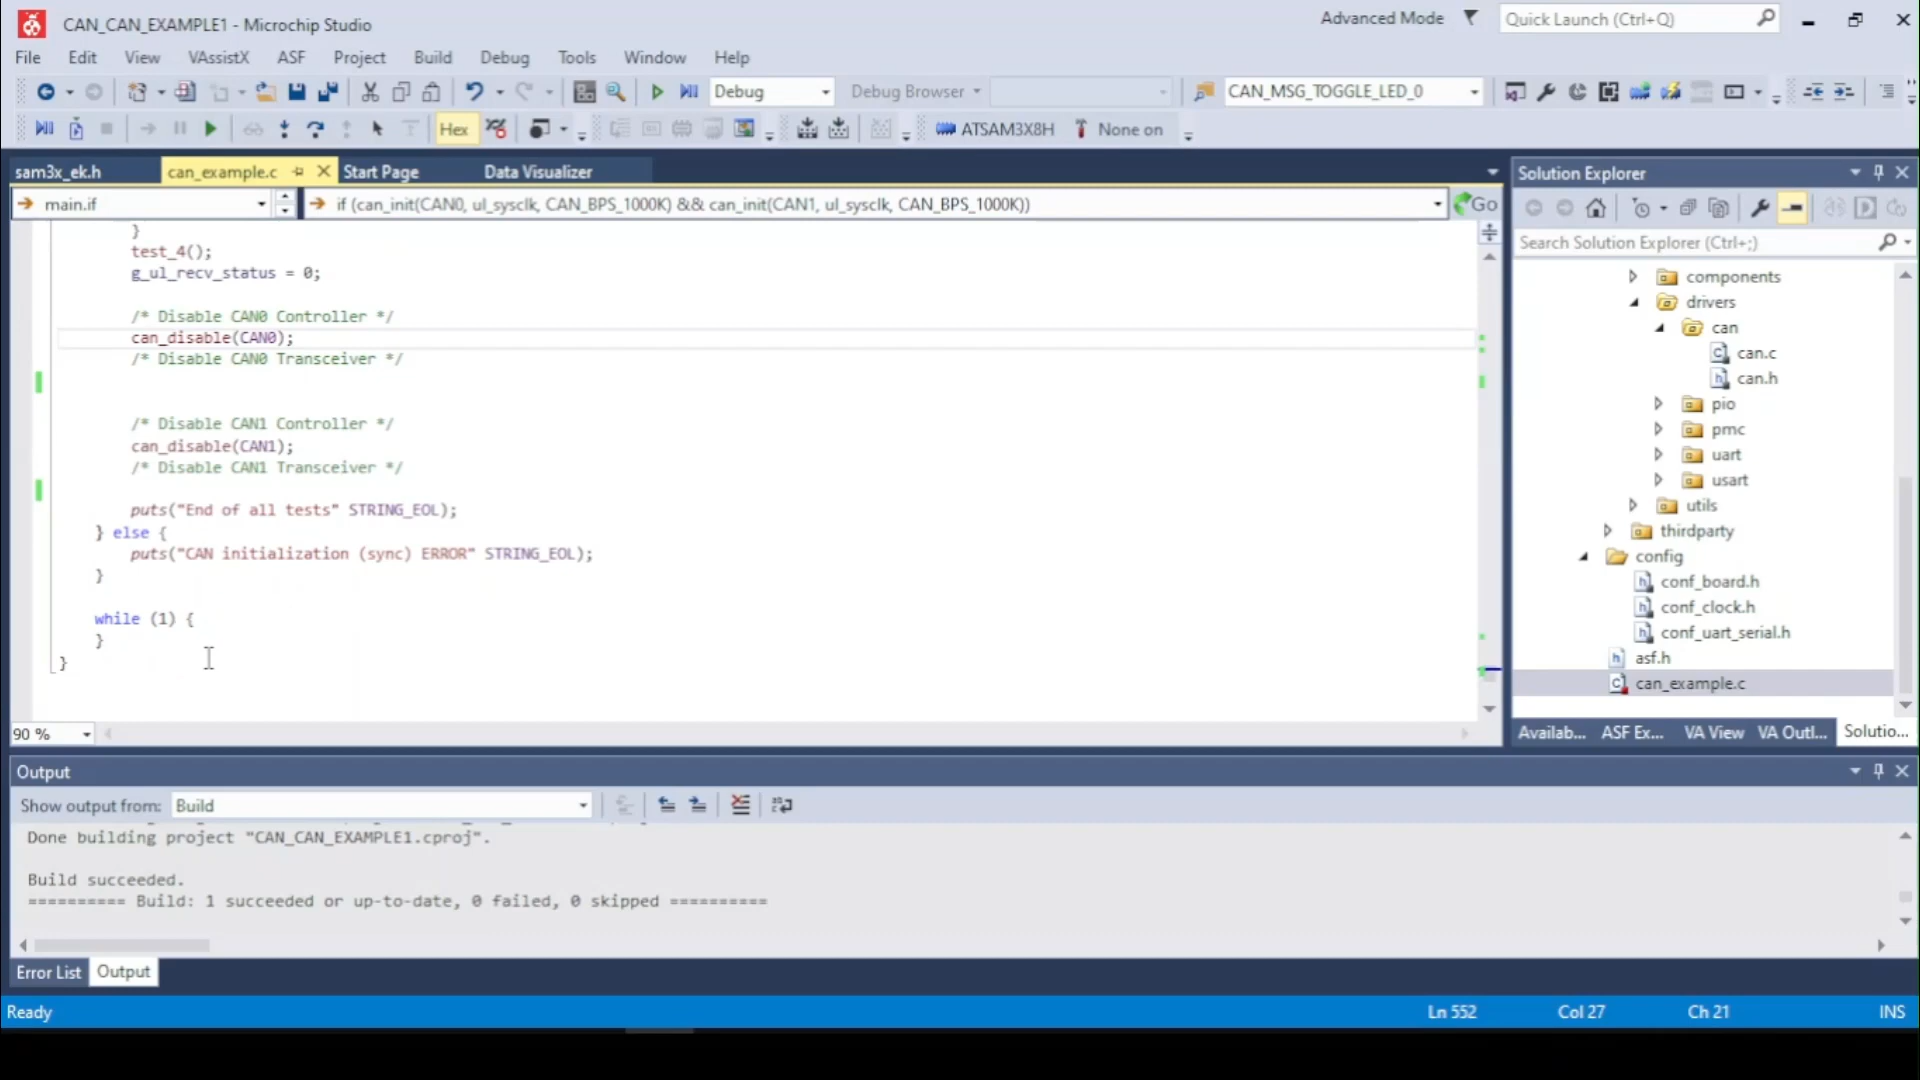 CAN_CAN_EXAMPLE1 - Microchip Studio
Advanced Mode
Quick Launch (Ctrl+Q)
File Edit View VAssistX ASF Project Build Debug Tools Window Help
Debug Debug Browser CAN_MSG_TOGGLE_LED_0
Hex ATSAM3X8H None on
sam3x_ek.h can_example.c Start Page Data Visualizer
main.if if (can_init(CAN0, ul_sysclk, CAN_BPS_1000K) && can_init(CAN1, ul_sysclk, CAN_BPS_1000K)) Go
}
test_4();
g_ul_recv_status = 0;
/* Disable CAN0 Controller */
can_disable(CAN0);
/* Disable CAN0 Transceiver */
/* Disable CAN1 Controller */
can_disable(CAN1);
/* Disable CAN1 Transceiver */
puts("End of all tests" STRING_EOL);
} else {
puts("CAN initialization (sync) ERROR" STRING_EOL);
}
while (1) {
}
}
90 %
Solution Explorer
Search Solution Explorer (Ctrl+;)
components
drivers
can
can.c
can.h
pio
pmc
uart
usart
utils
thirdparty
config
conf_board.h
conf_clock.h
conf_uart_serial.h
asf.h
can_example.c
Availab... ASF Ex... VA View VA Outl... Solutio...
Output
Show output from: Build
Done building project "CAN_CAN_EXAMPLE1.cproj".
Build succeeded.
========== Build: 1 succeeded or up-to-date, 0 failed, 0 skipped ==========
Error List Output
Ready Ln 552 Col 27 Ch 21 INS